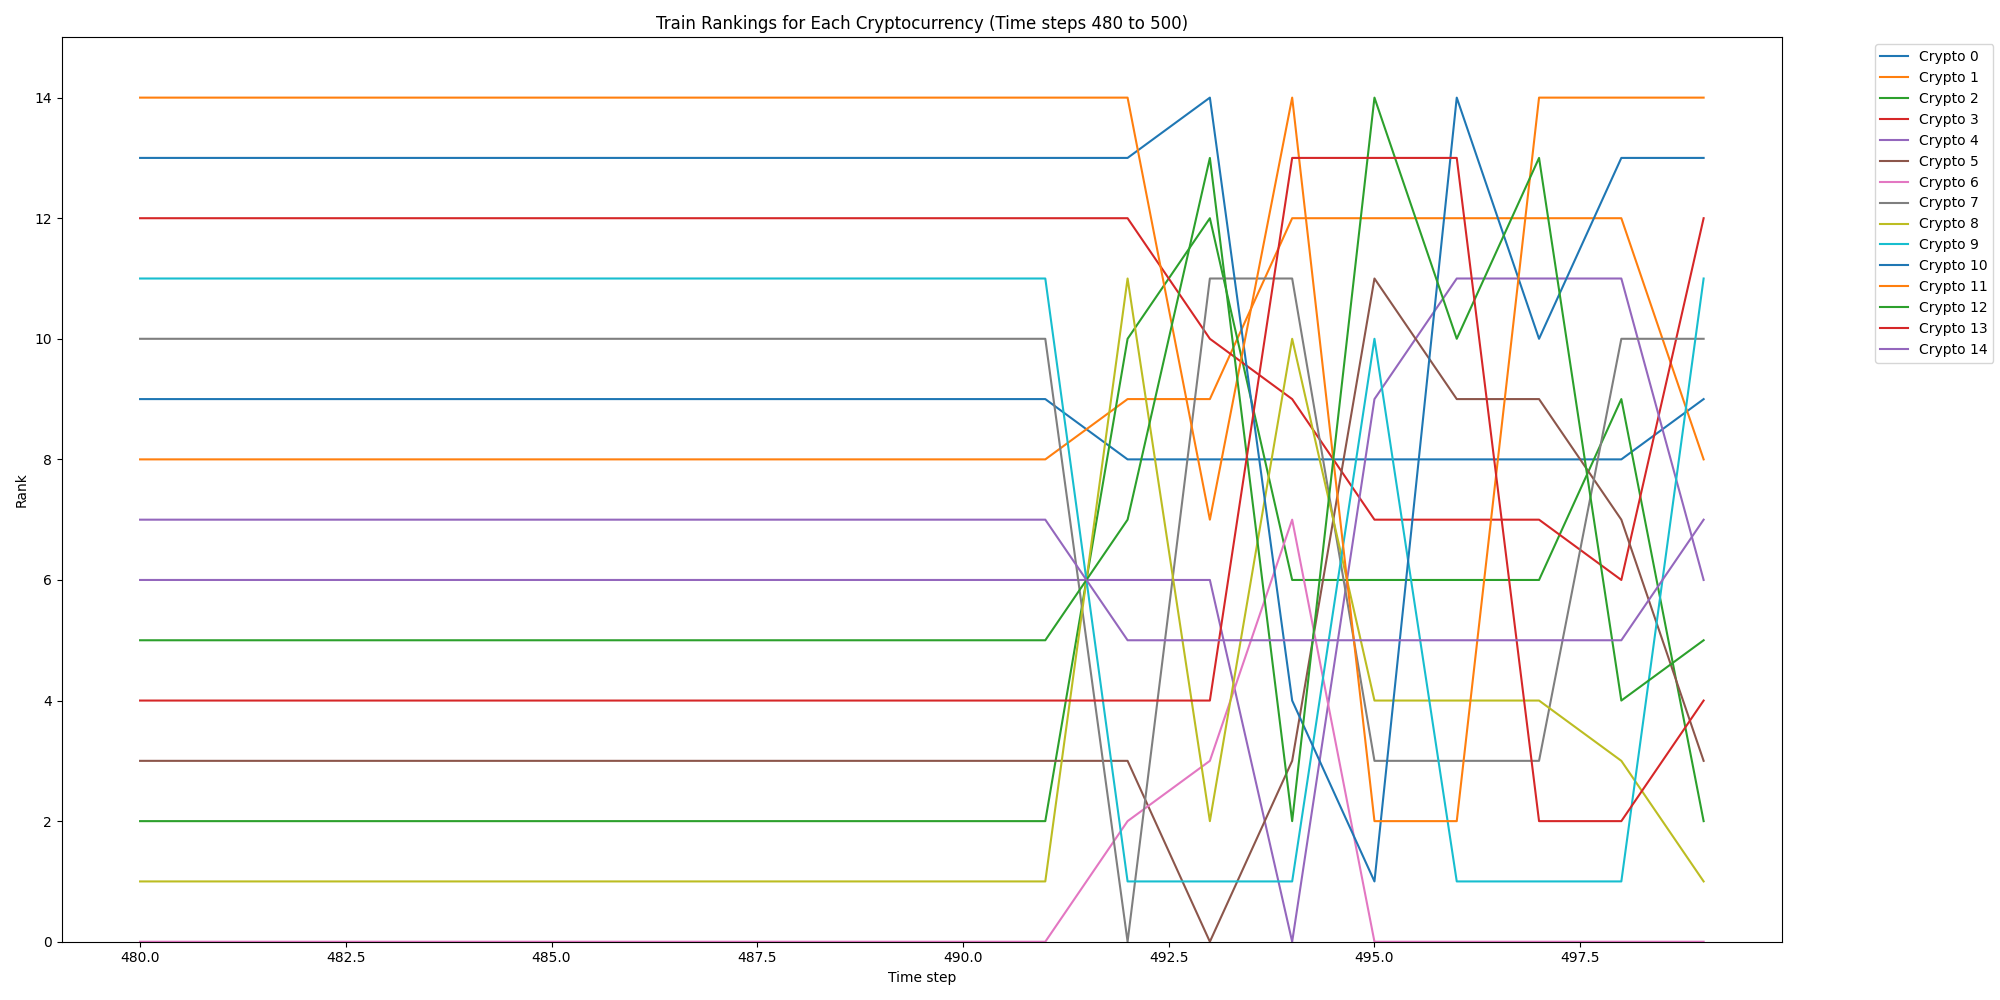 Train Rankings for Each Cryptocurrency (Time steps 480 to 500)
Rank
14
12
10
8
6
4
2
0
480.0
482.5
485.0
487.5
490.0
492.5
495.0
497.5
Time step
Crypto 0
Crypto 1
Crypto 2
Crypto 3
Crypto 4
Crypto 5
Crypto 6
Crypto 7
Crypto 8
Crypto 9
Crypto 10
Crypto 11
Crypto 12
Crypto 13
Crypto 14